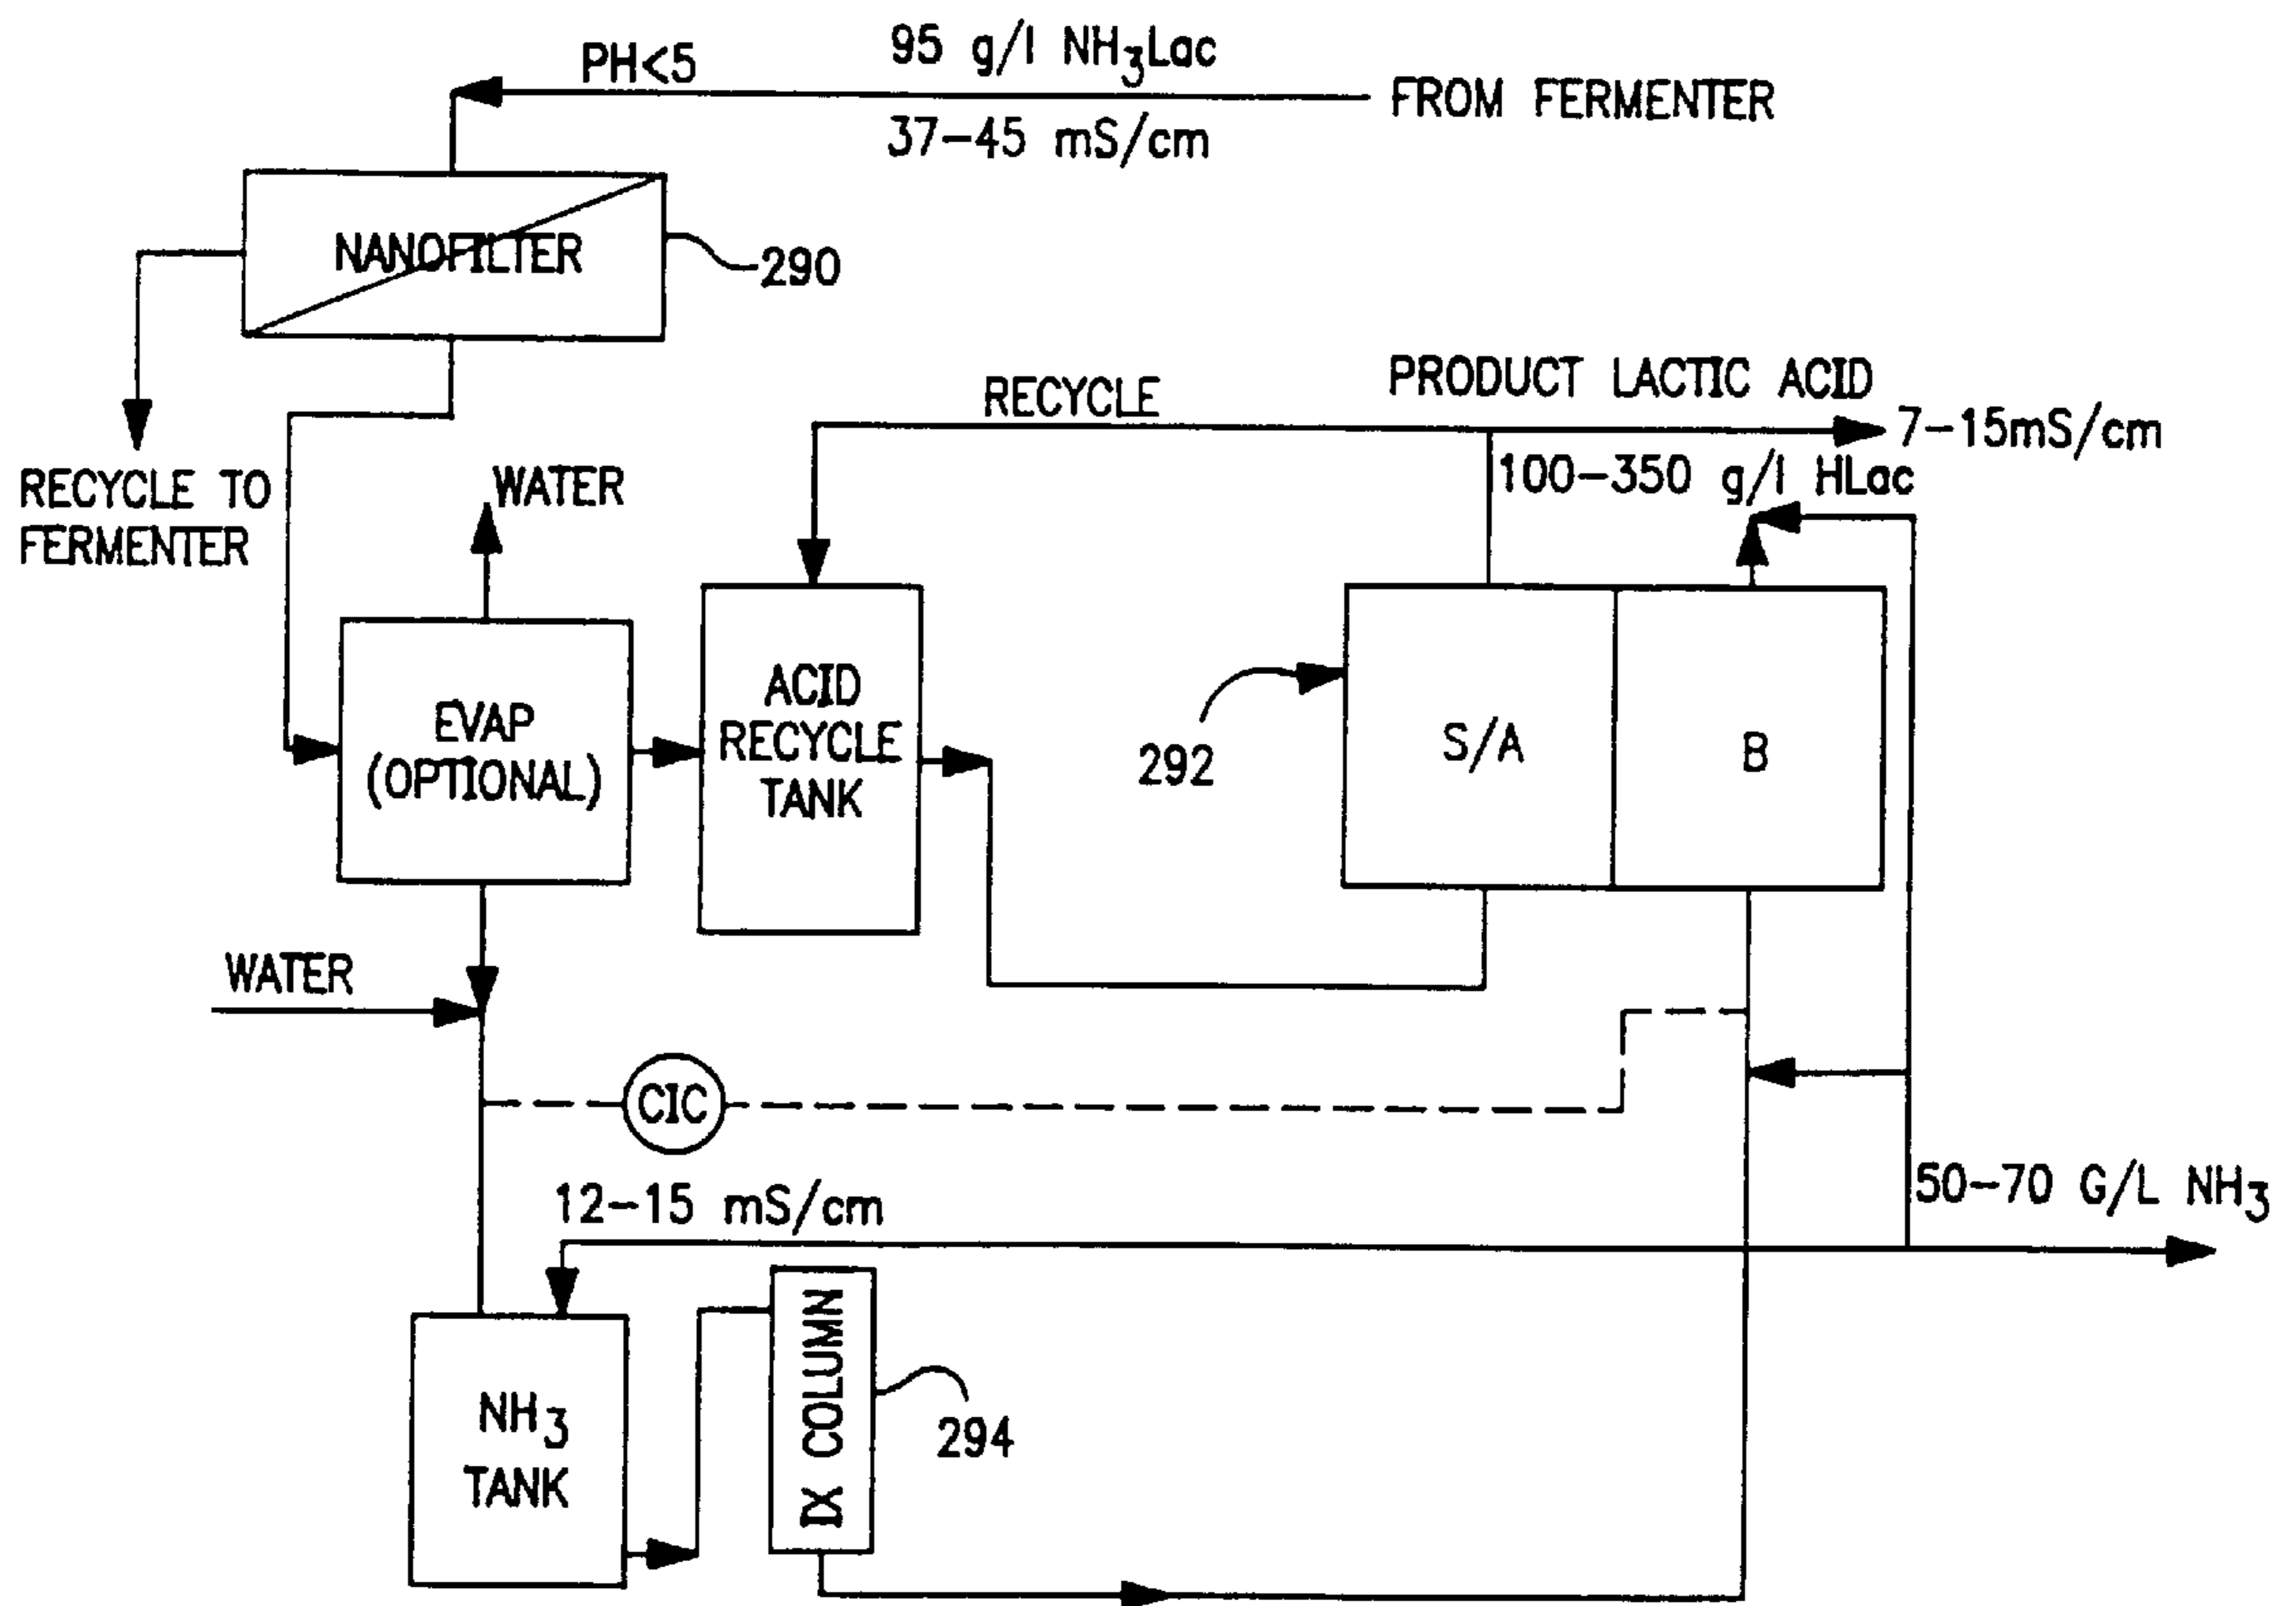 95 g/l NH3Lac
PH<5
FROM FERMENTER
37-45 mS/cm
NANOFILTER
290
RECYCLE TO
FERMENTER
WATER
RECYCLE
PRODUCT LACTIC ACID
7-15mS/cm
100-350 g/l HLac
EVAP
(OPTIONAL)
ACID
RECYCLE
TANK
292
S/A
B
WATER
CIC
12-15 mS/cm
50-70 G/L NH3
NH3
TANK
IX COLUMN
294